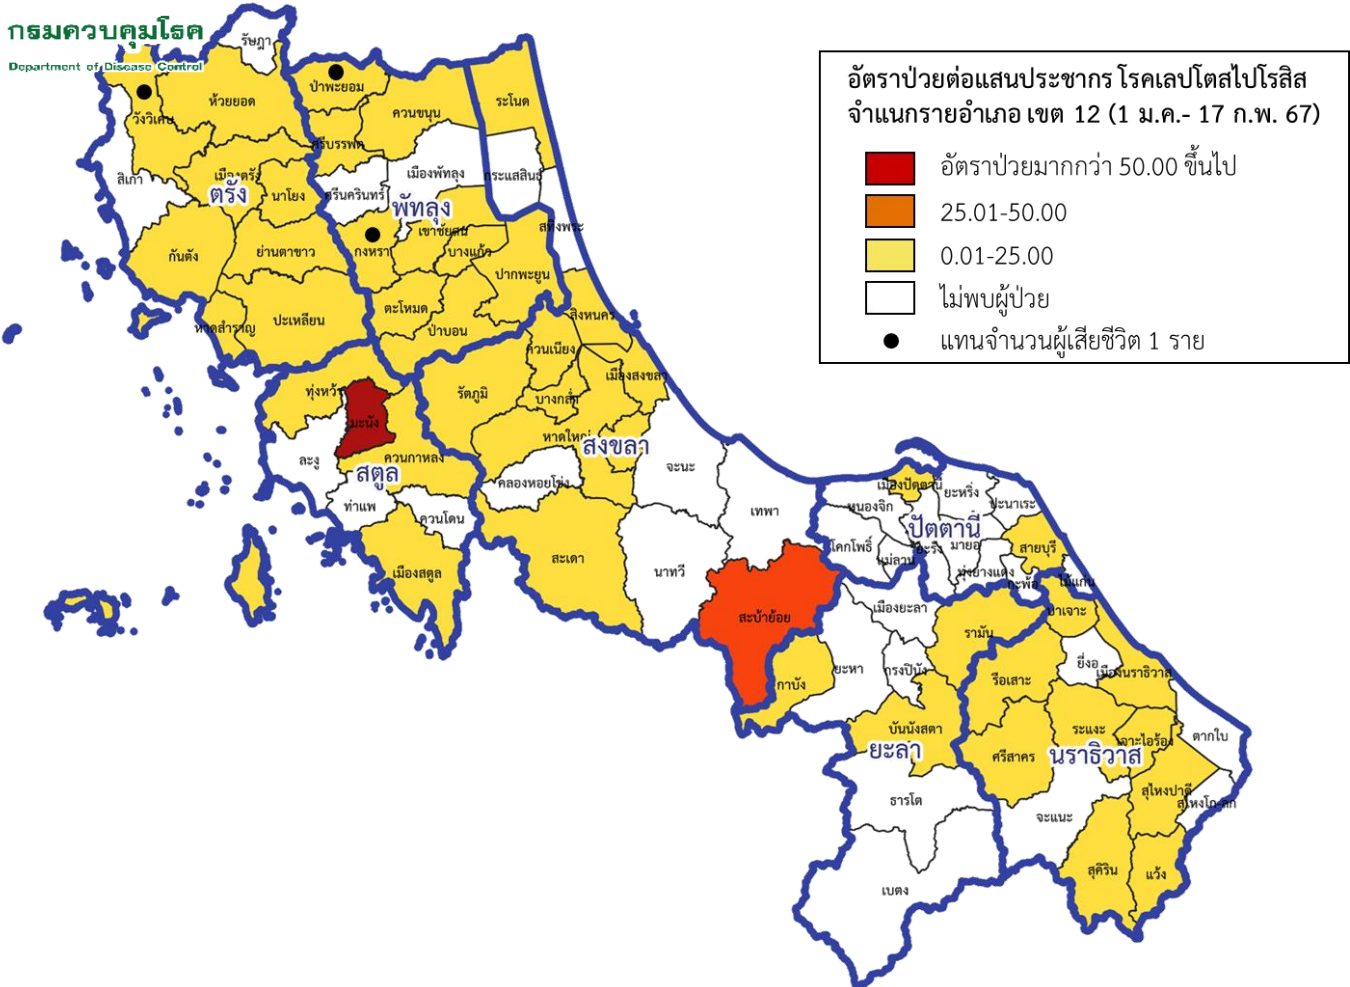 กรมควบคุมโรค
Department of Disease Control
อัตราป่วยต่อแสนประชากร โรคเลปโตสไปโรสิส
จำแนกรายอำเภอ เขต 12 (1 ม.ค.- 17 ก.พ. 67)
อัตราป่วยมากกว่า 50.00 ขึ้นไป
25.01-50.00
0.01-25.00
ไม่พบผู้ป่วย
แทนจำนวนผู้เสียชีวิต 1 ราย
รัษฎา
ห้วยยอด
วังวิเศษ
สิเกา
เมืองตรัง
ตรัง
นาโยง
กันตัง
ย่านตาขาว
หาดสำราญ
ปะเหลียน
ป่าพะยอม
ควนขนุน
ศรีบรรพต
ศรีนครินทร์
เมืองพัทลุง
พัทลุง
กงหรา
เขาชัยสน
บางแก้ว
ปากพะยูน
ตะโหมด
ป่าบอน
ระโนด
กระแสสินธุ์
สทิงพระ
สิงหนคร
ควนเนียง
เมืองสงขลา
รัตภูมิ
บางกล่ำ
หาดใหญ่
สงขลา
คลองหอยโข่ง
จะนะ
เทพา
สะเดา
นาทวี
สะบ้าย้อย
ทุ่งหว้า
มะนัง
ละงู
ควนกาหลง
สตูล
ท่าแพ
ควนโดน
เมืองสตูล
เมืองปัตตานี
ยะหริ่ง
หนองจิก
ปะนาเระ
ปัตตานี
โคกโพธิ์
แม่ลาน
ยะรัง
มายอ
สายบุรี
ทุ่งยางแดง
กะพ้อ
ไม้แก่น
เมืองยะลา
รามัน
ยะหา
กรงปินัง
กาบัง
บันนังสตา
ยะลา
ธารโต
เบตง
บาเจาะ
ยี่งอ
เมืองนราธิวาส
รือเสาะ
ระแงะ
เจาะไอร้อง
ตากใบ
นราธิวาส
ศรีสาคร
สุไหงปาดี
สุไหงโก-ลก
จะแนะ
สุคิริน
แว้ง